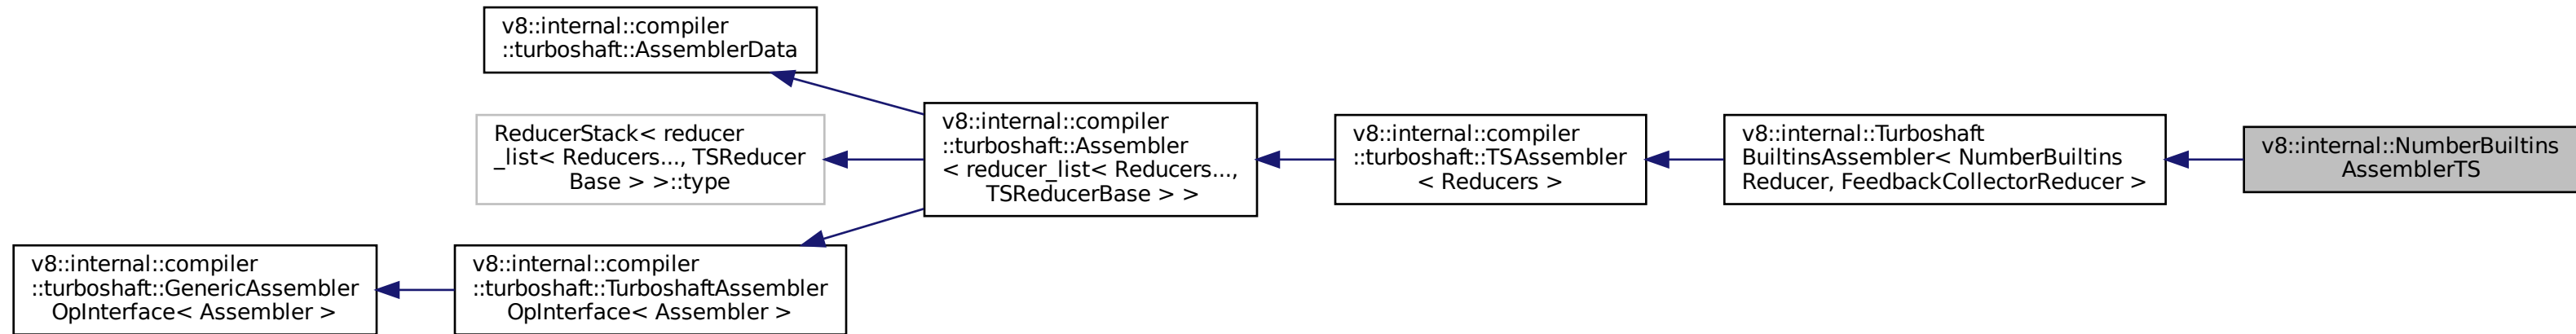 v8::internal::compiler
::turboshaft::AssemblerData
ReducerStack< reducer
_list< Reducers..., TSReducer
Base > >::type
v8::internal::compiler
::turboshaft::GenericAssembler
OpInterface< Assembler >
v8::internal::compiler
::turboshaft::TurboshaftAssembler
OpInterface< Assembler >
v8::internal::compiler
::turboshaft::Assembler
< reducer_list< Reducers...,
TSReducerBase > >
v8::internal::compiler
::turboshaft::TSAssembler
< Reducers >
v8::internal::Turboshaft
BuiltinsAssembler< NumberBuiltins
Reducer, FeedbackCollectorReducer >
v8::internal::NumberBuiltins
AssemblerTS